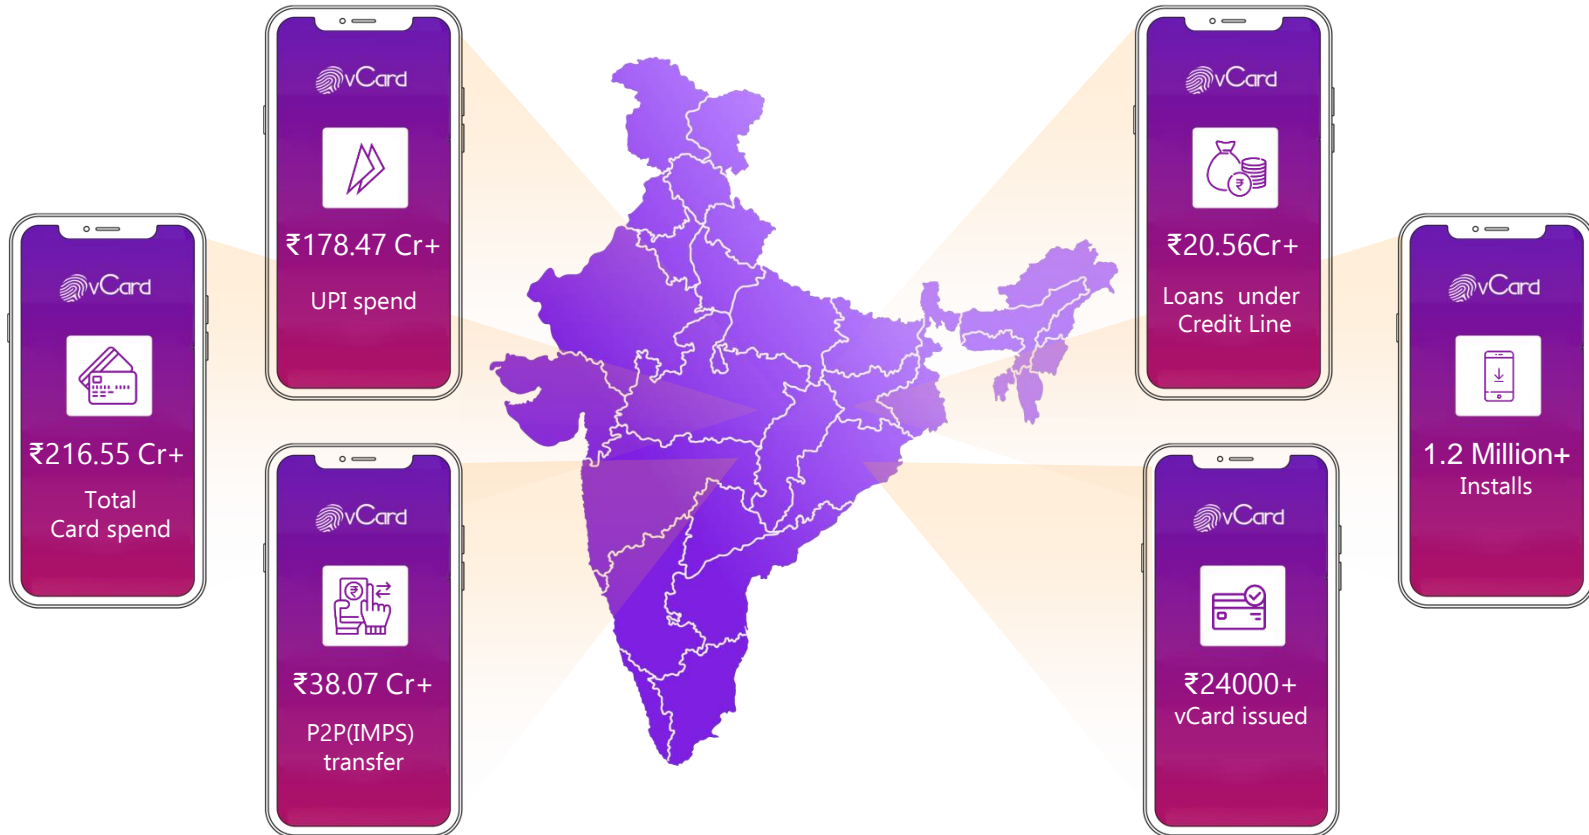 vCard
₹178.47 Cr+
UPI spend
vCard
₹20.56Cr+
Loans under
Credit Line
vCard
₹216.55 Cr+
Total
Card spend
vCard
1.2 Million+
Installs
vCard
₹38.07 Cr+
P2P(IMPS)
transfer
vCard
₹24000+
vCard issued